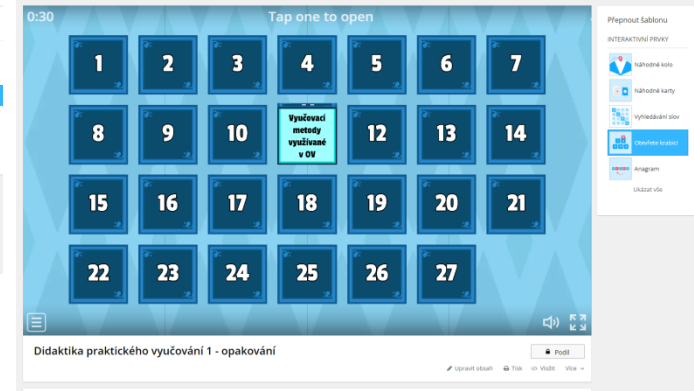 0:30
Tap one to open
1 2 3 4 5 6 7
8 9 10
Vyučovací
metody
využívané
v OV
12 13 14
15 16 17 18 19 20 21
22 23 24 25 26 27
Didaktika praktického vyučování 1 - opakování
Podíl
Upravit obsah Tisk Vložit Více
Přepnout šablonu
INTERAKTIVNÍ PRVKY
Náhodné kolo
Náhodné karty
Vyhledávání slov
Otevřete krabici
Anagram
Ukázat vše